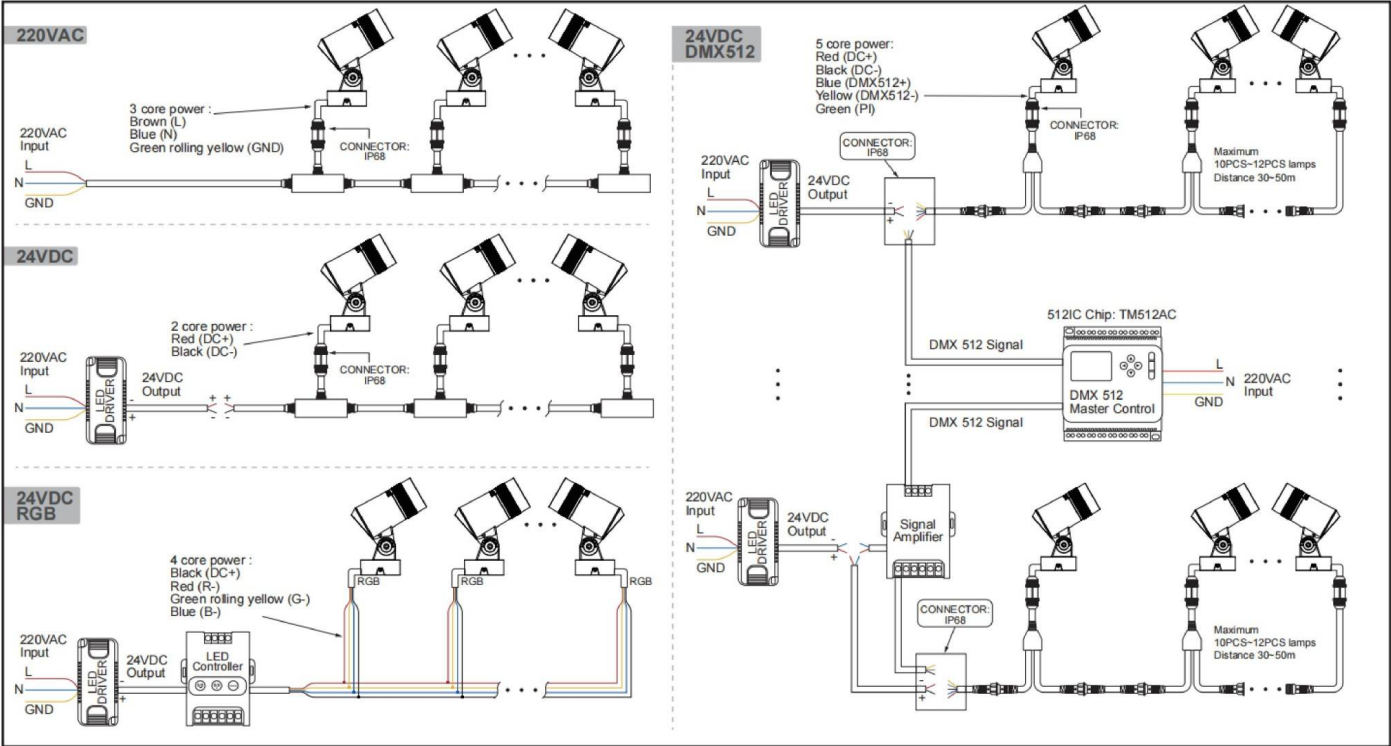 220VAC
3 core power :
Brown (L)
Blue (N)
Green rolling yellow (GND)
CONNECTOR:
IP68
220VAC
Input
L
N
GND
24VDC
2 core power :
Red (DC+)
Black (DC-)
CONNECTOR:
IP68
220VAC
Input
L
N
GND
LED
DRIVER
-
+
24VDC
Output
+ +
- -
24VDC
RGB
4 core power :
Black (DC+)
Red (R-)
Green rolling yellow (G-)
Blue (B-)
RGB
RGB
RGB
220VAC
Input
L
N
GND
LED
DRIVER
-
+
24VDC
Output
LED
Controller
24VDC
DMX512
5 core power:
Red (DC+)
Black (DC-)
Blue (DMX512+)
Yellow (DMX512-)
Green (PI)
CONNECTOR:
IP68
CONNECTOR:
IP68
Maximum
10PCS~12PCS lamps
Distance 30~50m
220VAC
Input
L
N
GND
LED
DRIVER
24VDC
Output
-
+
512IC Chip: TM512AC
DMX 512 Signal
DMX 512
Master Control
L
N
GND
220VAC
Input
DMX 512 Signal
220VAC
Input
L
N
GND
LED
DRIVER
24VDC
Output
-
+
Signal
Amplifier
CONNECTOR:
IP68
-
+
Maximum
10PCS~12PCS lamps
Distance 30~50m